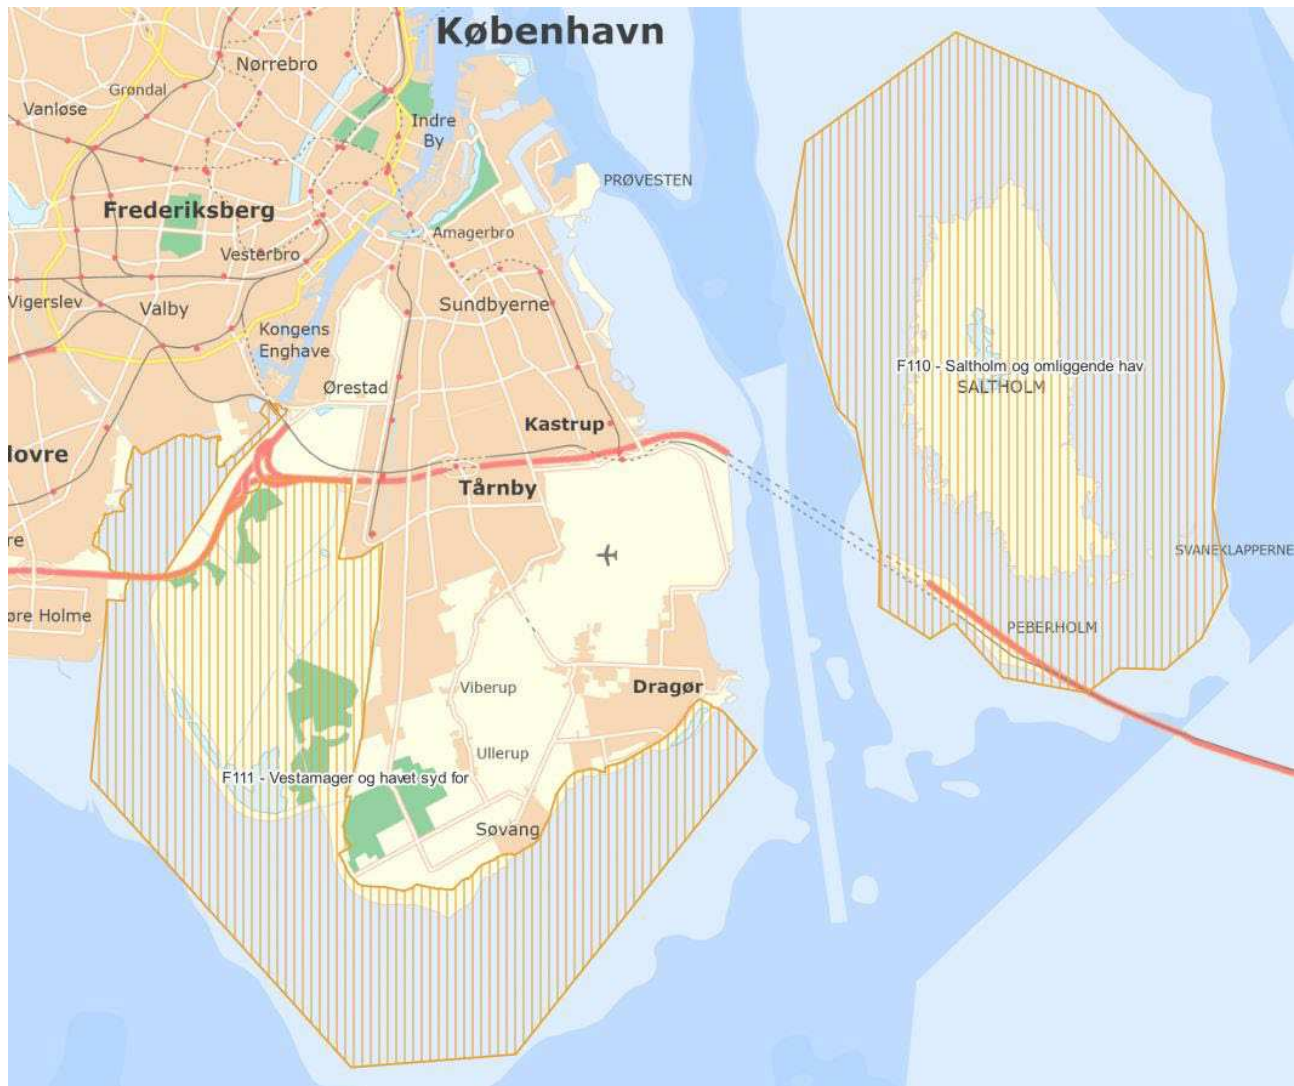 København
Nørrebro
Grøndal
Vanløse
Indre
By
PRØVESTEN
Frederiksberg
Amagerbro
Vesterbro
Vigerslev
Valby
Sundbyerne
Kongens
Enghave
F110 - Saltholm og omliggende hav
SALTHOLM
Ørestad
Kastrup
lovre
Tårnby
re
SVANEKLAPPERNE
øre Holme
PEBERHOLM
Viberup
Dragør
Ullerup
F111 - Vestamager og havet syd for
Søvang